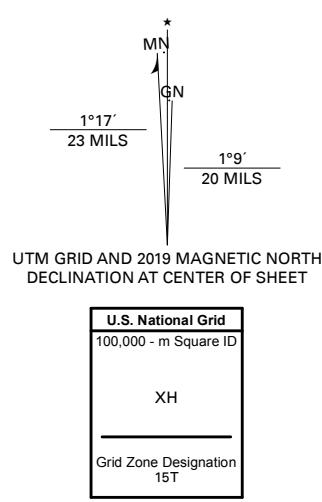 ★
MN
GN
1°17´
23 MILS
1°9´
20 MILS
UTM GRID AND 2019 MAGNETIC NORTH
DECLINATION AT CENTER OF SHEET
U.S. National Grid
100,000 - m Square ID
XH
Grid Zone Designation
15T